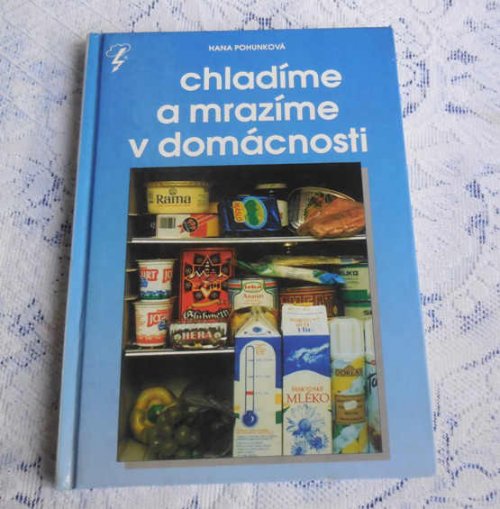 HANA POHUNKOVÁ
chladíme
a mrazíme
v domácnosti
Rama
HERA
MLÉKO